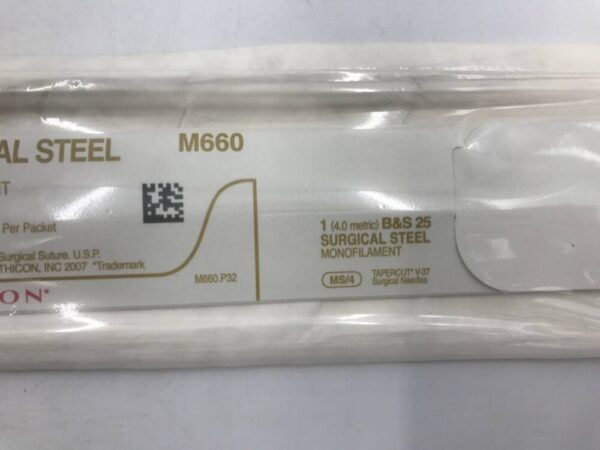 AL STEEL M660
T
Per Packet
Surgical Suture. U.S.P.
THICON, INC 2007 *Trademark
ON®
M660.P32
1 (4.0 metric) B&S 25
SURGICAL STEEL
MONOFILAMENT
MS/4
TAPERCUT* V-37
Surgical Needles